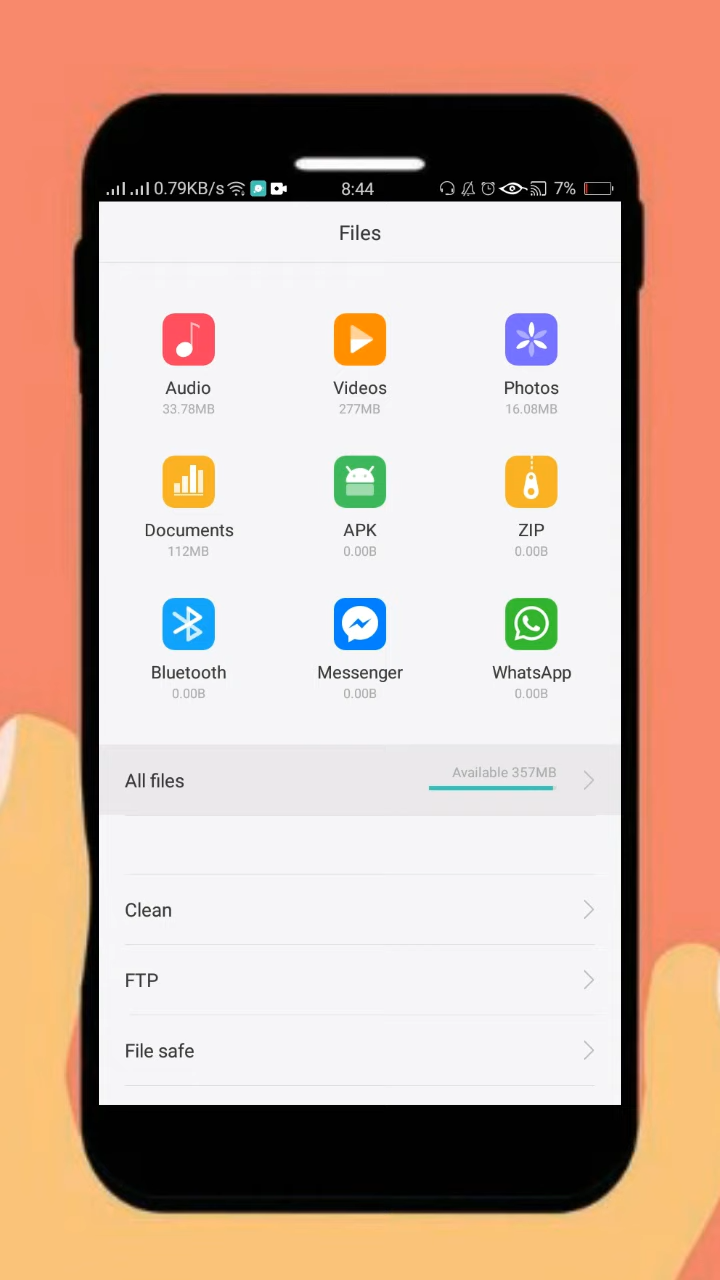 0.79KB/s 8:44 7%
Files
Audio Videos Photos
33.78MB 277MB 16.08MB
Documents APK ZIP
112MB 0.00B 0.00B
Bluetooth Messenger WhatsApp
0.00B 0.00B 0.00B
Available 357MB
All files
Clean
FTP
File safe